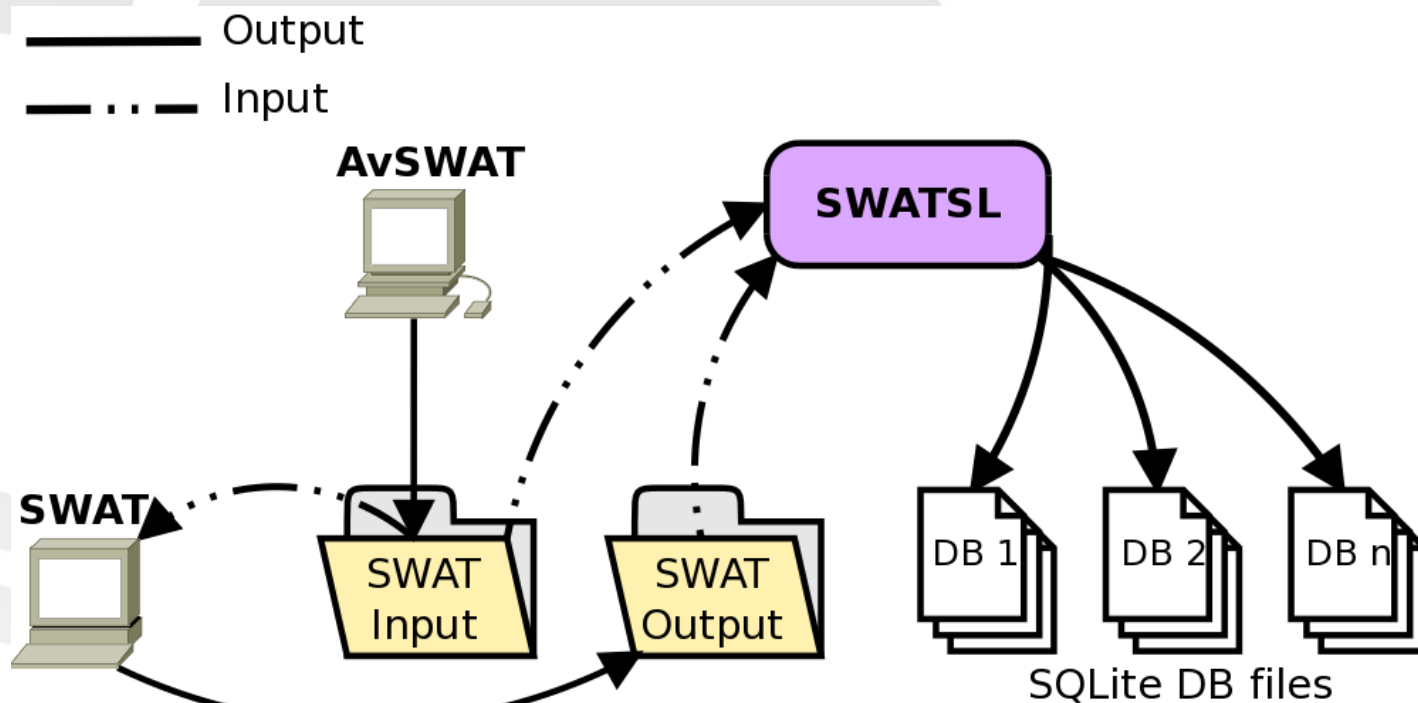 Output
Input
AvSWAT
SWATSL
SWAT
SWAT
Input
SWAT
Output
DB 1
DB 2
DB n
SQLite DB files